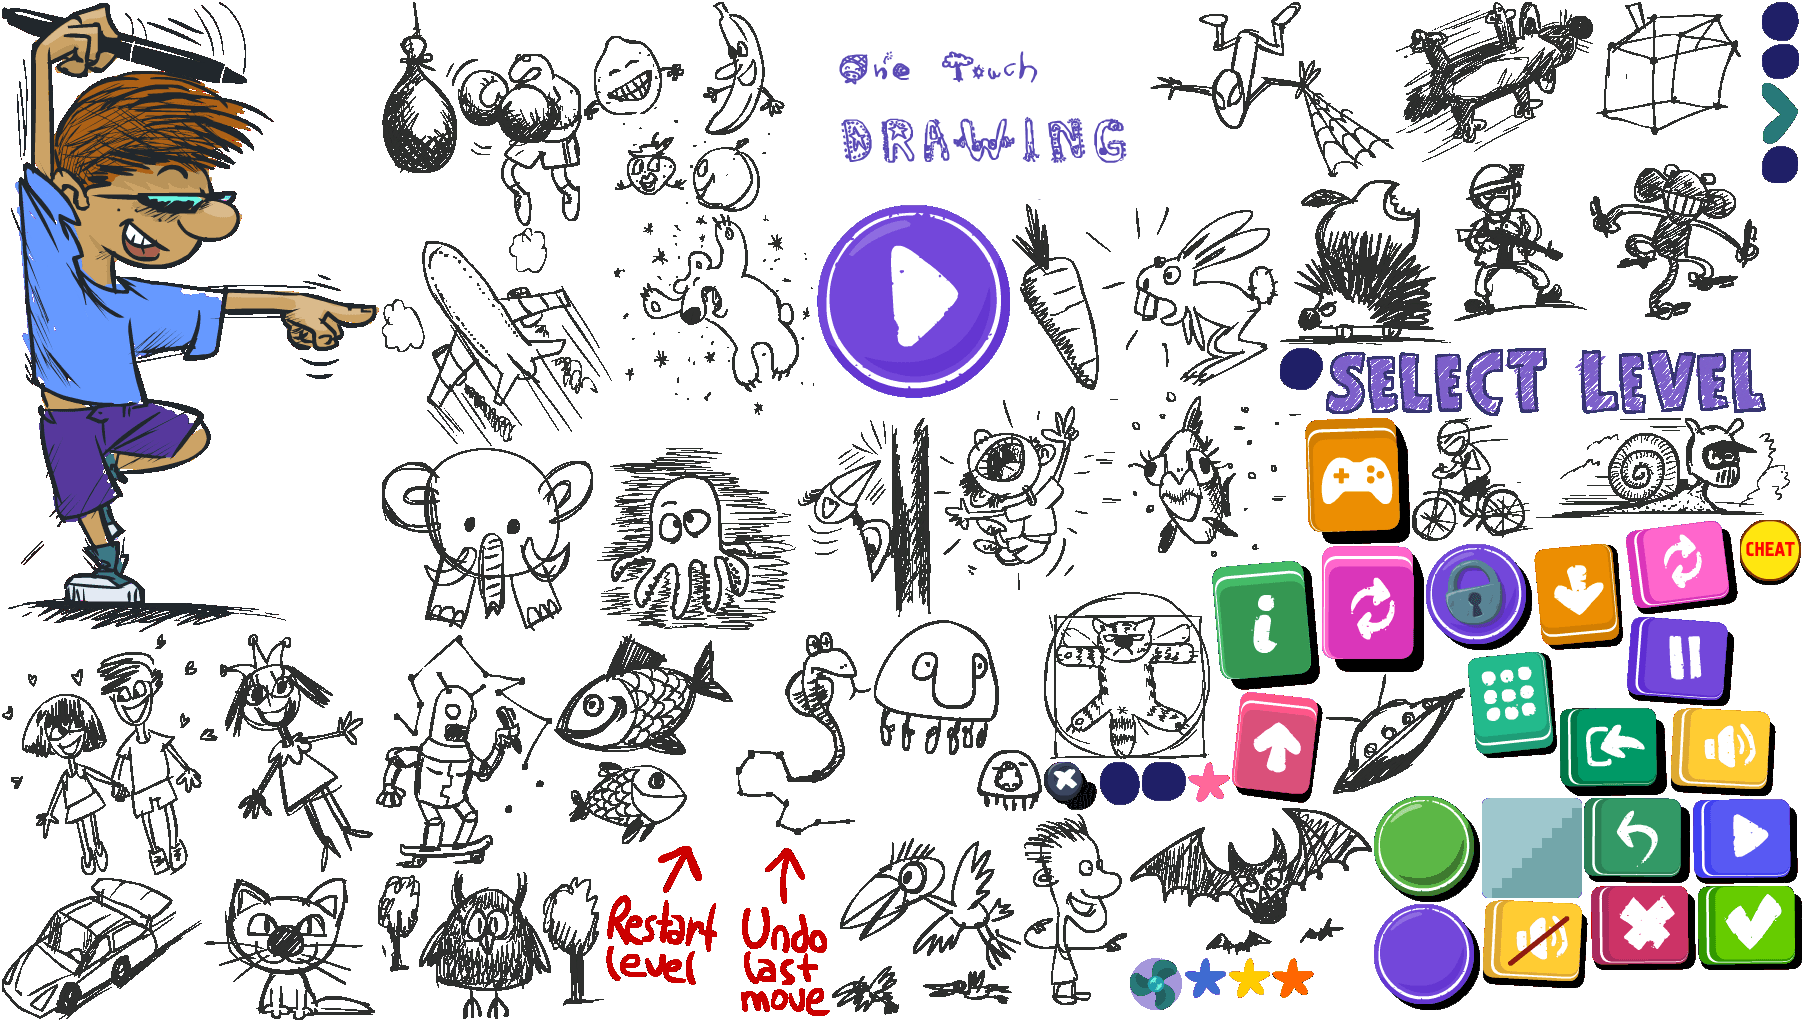 One Touch
DRAWING
SELECT LEVEL
CHEAT
Restart
level
Undo
last
move